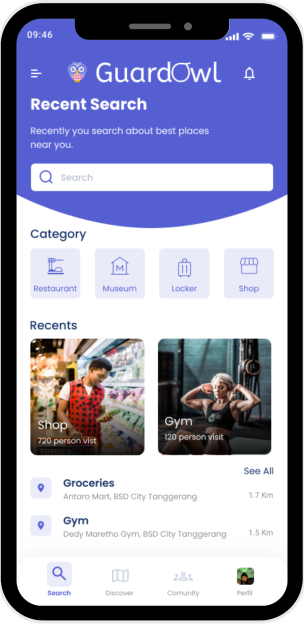 09:46
GuardOwl
Recent Search
Recently you search about best places
near you.
Search
Category
Restaurant
Museum
Locker
Shop
Recents
Shop
720 person visit
Gym
120 person visit
See All
Groceries
Antaro Mart, BSD City Tanggerang
1.7 Km
Gym
Dedy Maretho Gym, BSD City Tanggerang
1.5 Km
Search
Discover
Comunity
Perfil